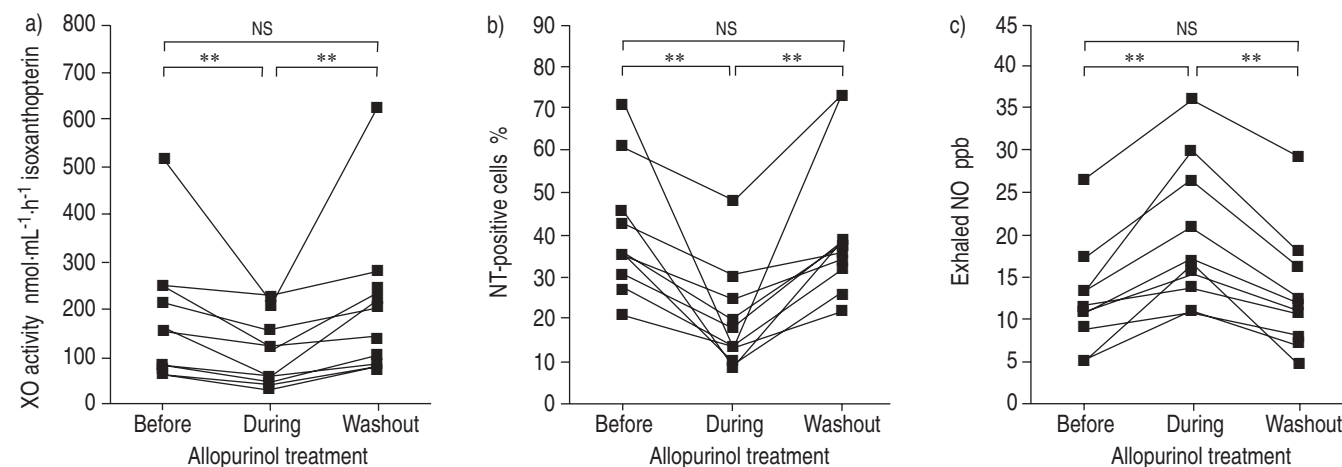 a)
XO activity nmol·mL⁻¹·h⁻¹ isoxanthopterin
800
700
600
500
400
300
200
100
0
NS
** **
Before During Washout
Allopurinol treatment
b)
NT-positive cells %
90
80
70
60
50
40
30
20
10
0
NS
** **
Before During Washout
Allopurinol treatment
c)
Exhaled NO ppb
45
40
35
30
25
20
15
10
5
0
NS
** **
Before During Washout
Allopurinol treatment